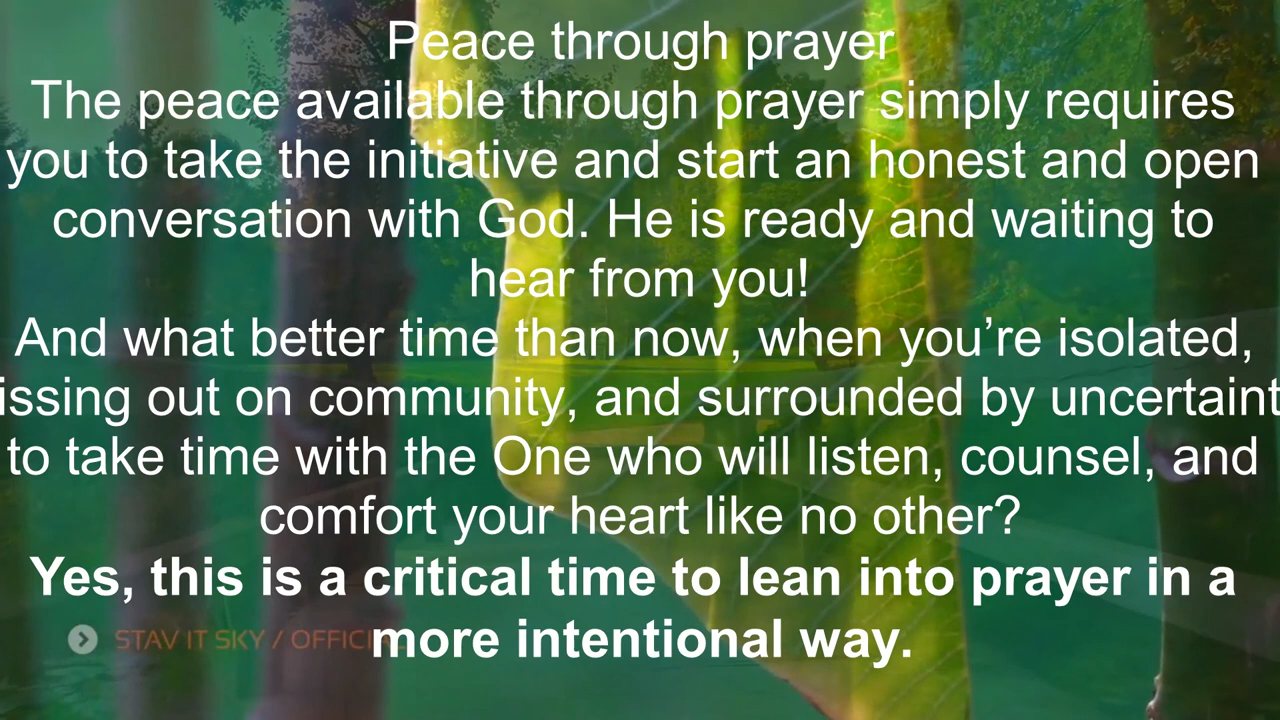 Peace through prayer
The peace available through prayer simply requires
you to take the initiative and start an honest and open
conversation with God. He is ready and waiting to
hear from you!
And what better time than now, when you’re isolated,
issing out on community, and surrounded by uncertaint
to take time with the One who will listen, counsel, and
comfort your heart like no other?
Yes, this is a critical time to lean into prayer in a
more intentional way.
STAV IT SKY / OFFICI